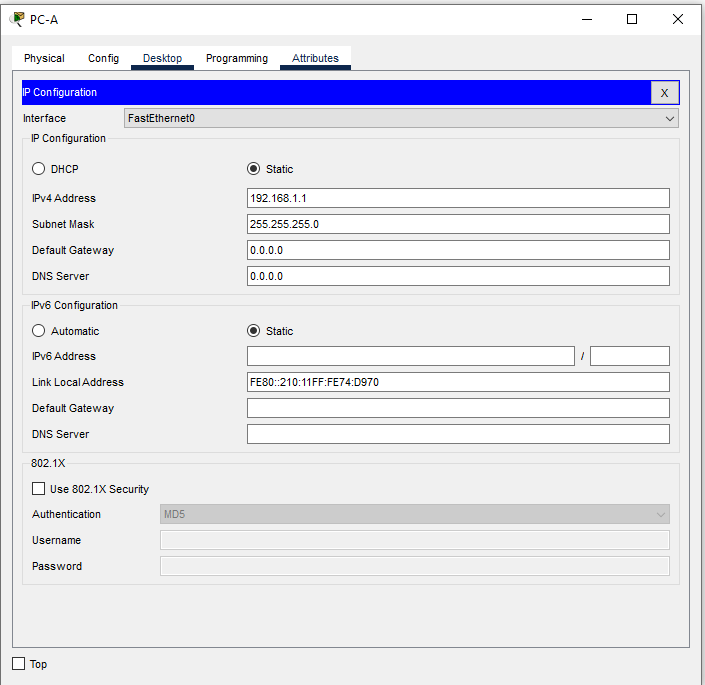 PC-A
Physical Config Desktop Programming Attributes
IP Configuration X
Interface FastEthernet0
IP Configuration
DHCP Static
IPv4 Address 192.168.1.1
Subnet Mask 255.255.255.0
Default Gateway 0.0.0.0
DNS Server 0.0.0.0
IPv6 Configuration
Automatic Static
IPv6 Address /
Link Local Address FE80::210:11FF:FE74:D970
Default Gateway
DNS Server
802.1X
Use 802.1X Security
Authentication MD5
Username
Password
Top